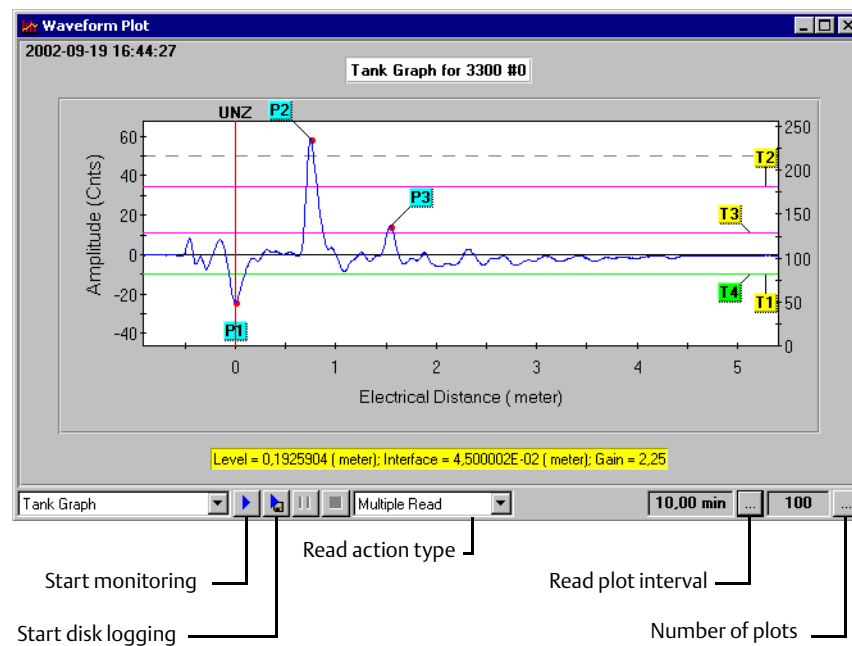 Waveform Plot
2002-09-19 16:44:27
Tank Graph for 3300 #0
UNZ
P2
P3
P1
T2
T3
T4
T1
Amplitude (Cnts)
60
40
20
0
-20
-40
250
200
150
100
50
0
0 1 2 3 4 5
Electrical Distance ( meter)
Level = 0,1925904 ( meter); Interface = 4,500002E-02 ( meter); Gain = 2,25
Tank Graph Multiple Read 10,00 min ... 100 ...
Read action type
Start monitoring
Read plot interval
Start disk logging
Number of plots